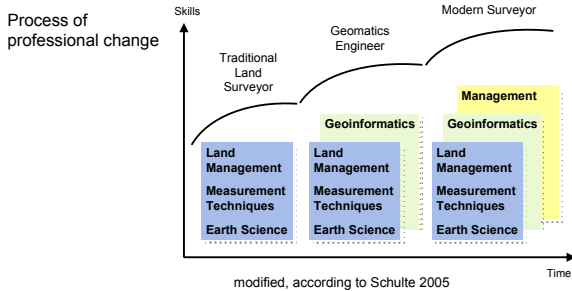 Process of
professional change
Skills
Traditional
Land
Surveyor
Geomatics
Engineer
Modern Surveyor
Land
Management
Measurement
Techniques
Earth Science
Geoinformatics
Land
Management
Measurement
Techniques
Earth Science
Management
Geoinformatics
Land
Management
Measurement
Techniques
Earth Science
Time
modified, according to Schulte 2005